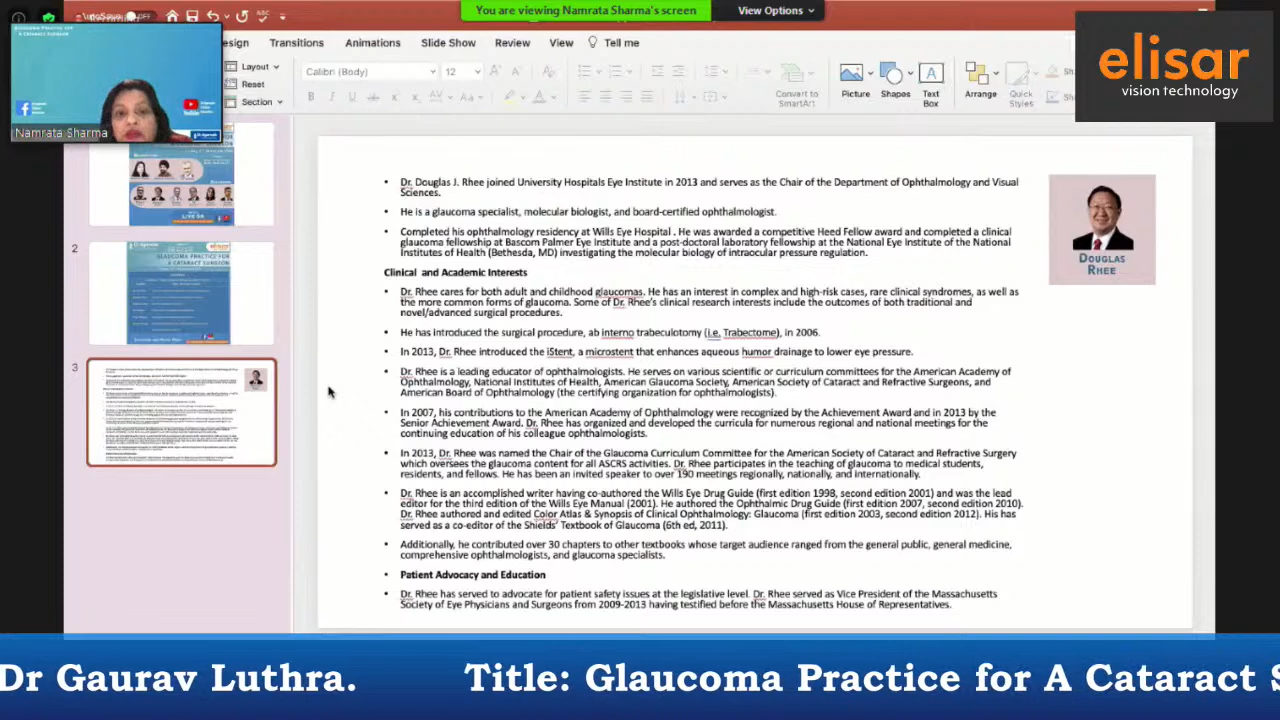 You are viewing Namrata Sharma's screen
View Options
GLAUCOMA PRACTICE FOR
A CATARACT SURGEON
Namrata Sharma
elisar
vision technology
Transitions
Animations
Slide Show
Review
View
Tell me
Layout
Reset
Section
Calibri (Body)
12
Convert to
SmartArt
Picture
Shapes
Text
Box
Arrange
Quick
Styles
2
GLAUCOMA PRACTICE FOR
A CATARACT SURGEON
3
• Dr. Douglas J. Rhee joined University Hospitals Eye Institute in 2013 and serves as the Chair of the Department of Ophthalmology and Visual
Sciences.
• He is a glaucoma specialist, molecular biologist, and board-certified ophthalmologist.
• Completed his ophthalmology residency at Wills Eye Hospital . He was awarded a competitive Heed Fellow award and completed a clinical
glaucoma fellowship at Bascom Palmer Eye Institute and a post-doctoral laboratory fellowship at the National Eye Institute of the National
Institutes of Health (Bethesda, MD) investigating the molecular biology of intraocular pressure regulation.
Clinical and Academic Interests
• Dr. Rhee cares for both adult and childhood glaucomas. He has an interest in complex and high-risk cases, rare clinical syndromes, as well as
the more common forms of glaucoma. Some of Dr. Rhee's clinical research interests include the outcomes of both traditional and
novel/advanced surgical procedures.
• He has introduced the surgical procedure, ab interno trabeculotomy (i.e. Trabectome), in 2006.
• In 2013, Dr. Rhee introduced the iStent, a microstent that enhances aqueous humor drainage to lower eye pressure.
• Dr. Rhee is a leading educator of ophthalmologists. He serves on various scientific or curriculum committees for the American Academy of
Ophthalmology, National Institutes of Health, American Glaucoma Society, American Society of Cataract and Refractive Surgeons, and
American Board of Ophthalmology (the certifying organization for ophthalmologists).
• In 2007, his contributions to the American Academy of Ophthalmology were recognized by the Achievement Award and in 2013 by the
Senior Achievement Award. Dr. Rhee has organized and developed the curricula for numerous regional and national meetings for the
continuing education of his colleague ophthalmologists.
• In 2013, Dr. Rhee was named the Chair of the Glaucoma Curriculum Committee for the American Society of Cataract and Refractive Surgery
which oversees the glaucoma content for all ASCRS activities. Dr. Rhee participates in the teaching of glaucoma to medical students,
residents, and fellows. He has been an invited speaker to over 190 meetings regionally, nationally, and internationally.
• Dr. Rhee is an accomplished writer having co-authored the Wills Eye Drug Guide (first edition 1998, second edition 2001) and was the lead
editor for the third edition of the Wills Eye Manual (2001). He authored the Ophthalmic Drug Guide (first edition 2007, second edition 2010).
Dr. Rhee authored and edited Color Atlas & Synopsis of Clinical Ophthalmology: Glaucoma (first edition 2003, second edition 2012). His has
served as a co-editor of the Shields' Textbook of Glaucoma (6th ed, 2011).
• Additionally, he contributed over 30 chapters to other textbooks whose target audience ranged from the general public, general medicine,
comprehensive ophthalmologists, and glaucoma specialists.
• Patient Advocacy and Education
• Dr. Rhee has served to advocate for patient safety issues at the legislative level. Dr. Rhee served as Vice President of the Massachusetts
Society of Eye Physicians and Surgeons from 2009-2013 having testified before the Massachusetts House of Representatives.
DOUGLAS
RHEE
Dr Gaurav Luthra.
Title: Glaucoma Practice for A Cataract S